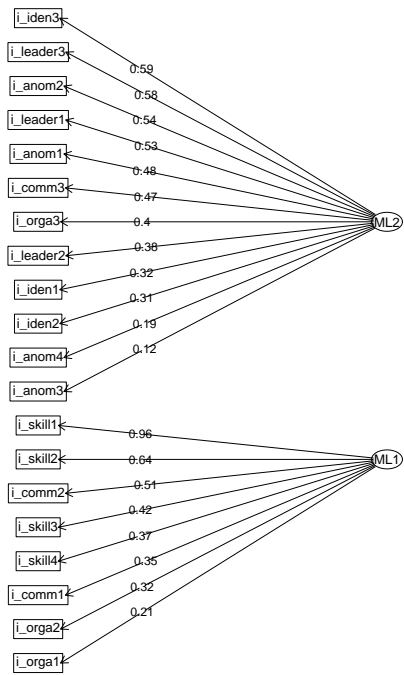 i_iden3
0.59
i_leader3
0.58
i_anom2
0.54
i_leader1
0.53
i_anom1
0.48
i_comm3
0.47
i_orga3
0.4
ML2
i_leader2
0.38
i_iden1
0.32
i_iden2
0.31
i_anom4
0.19
i_anom3
0.12
i_skill1
0.96
i_skill2
0.64
ML1
i_comm2
0.51
i_skill3
0.42
i_skill4
0.37
i_comm1
0.35
i_orga2
0.32
i_orga1
0.21